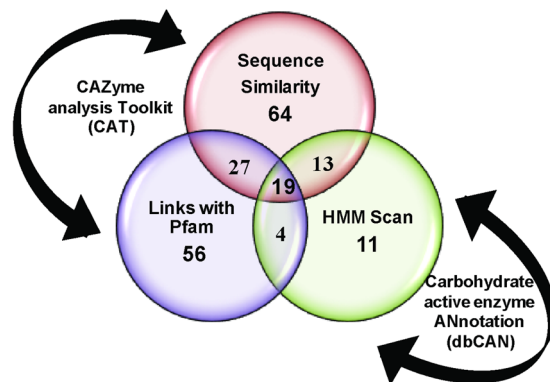 Sequence
Similarity
64
CAZyme
analysis Toolkit
(CAT)
27
13
19
Links with
Pfam
56
4
HMM Scan
11
Carbohydrate
active enzyme
ANnotation
(dbCAN)